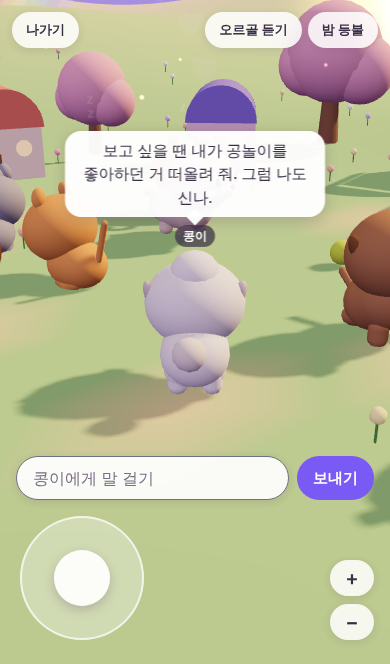 나가기
오르골 듣기
밤 등불
z
z
보고 싶을 땐 내가 공놀이를
좋아하던 거 떠올려 줘. 그럼 나도
신나.
콩이
콩이에게 말 걸기
보내기
+
−